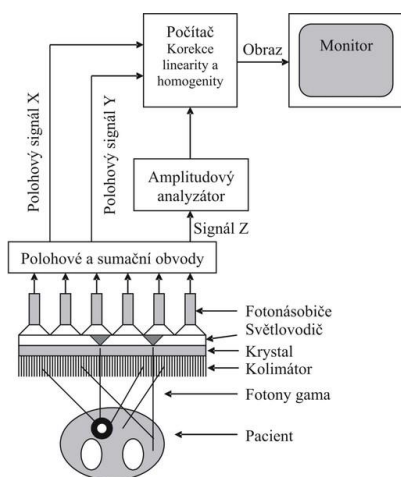 Počítač
Korekce
linearity a
homogenity
Obraz
Monitor
Polohový signál X
Polohový signál Y
Amplitudový
analyzátor
Signál Z
Polohové a sumační obvody
Fotonásobiče
Světlovodič
Krystal
Kolimátor
Fotony gama
Pacient